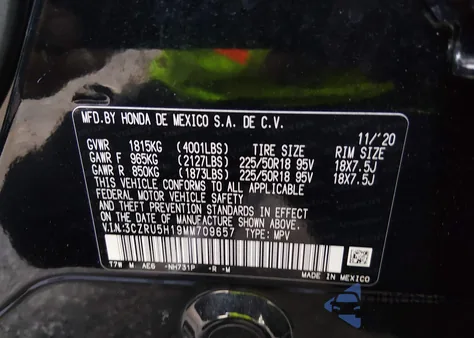 MFD.BY HONDA DE MEXICO S.A. DE C.V.
11/'20
GVWR 1815KG (4001LBS) TIRE SIZE RIM SIZE
GAWR F 965KG (2127LBS) 225/50R18 95V 18X7.5J
GAWR R 850KG (1873LBS) 225/50R18 95V 18X7.5J
THIS VEHICLE CONFORMS TO ALL APPLICABLE
FEDERAL MOTOR VEHICLE SAFETY
AND THEFT PREVENTION STANDARDS IN EFFECT
ON THE DATE OF MANUFACTURE SHOWN ABOVE.
V.I.N:3CZRU5H19MM709657 TYPE:MPV
T7W M AE6 -NH731P -R -M
MADE IN MEXICO